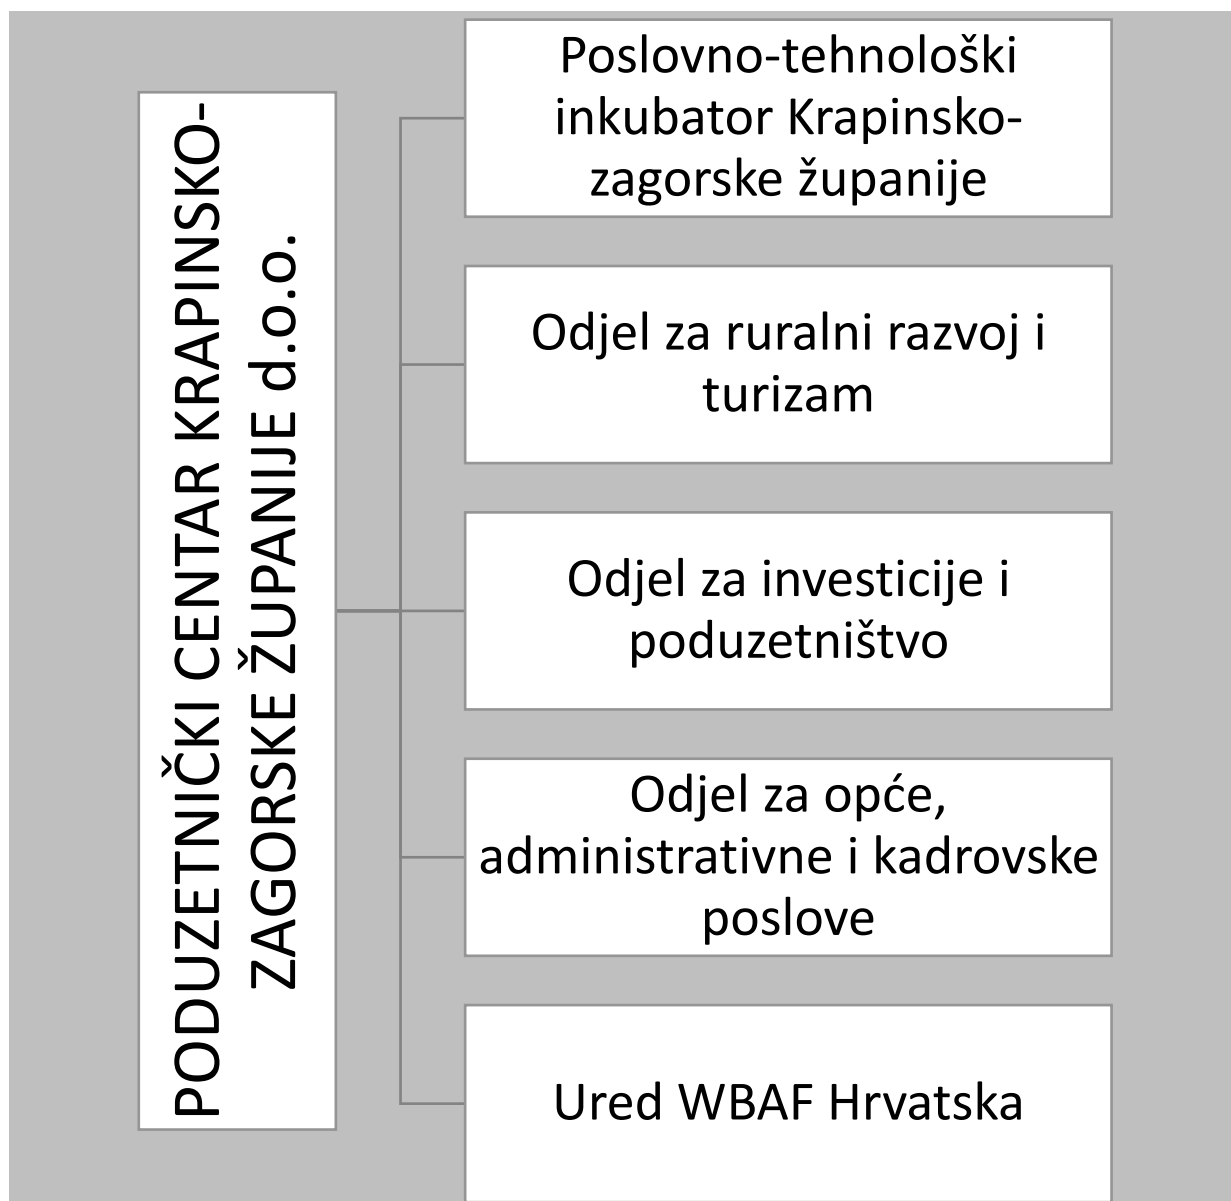 PODUZETNIČKI CENTAR KRAPINSKO-
ZAGORSKE ŽUPANIJE d.o.o.
Poslovno-tehnološki
inkubator Krapinsko-
zagorske županije
Odjel za ruralni razvoj i
turizam
Odjel za investicije i
poduzetništvo
Odjel za opće,
administrativne i kadrovske
poslove
Ured WBAF Hrvatska